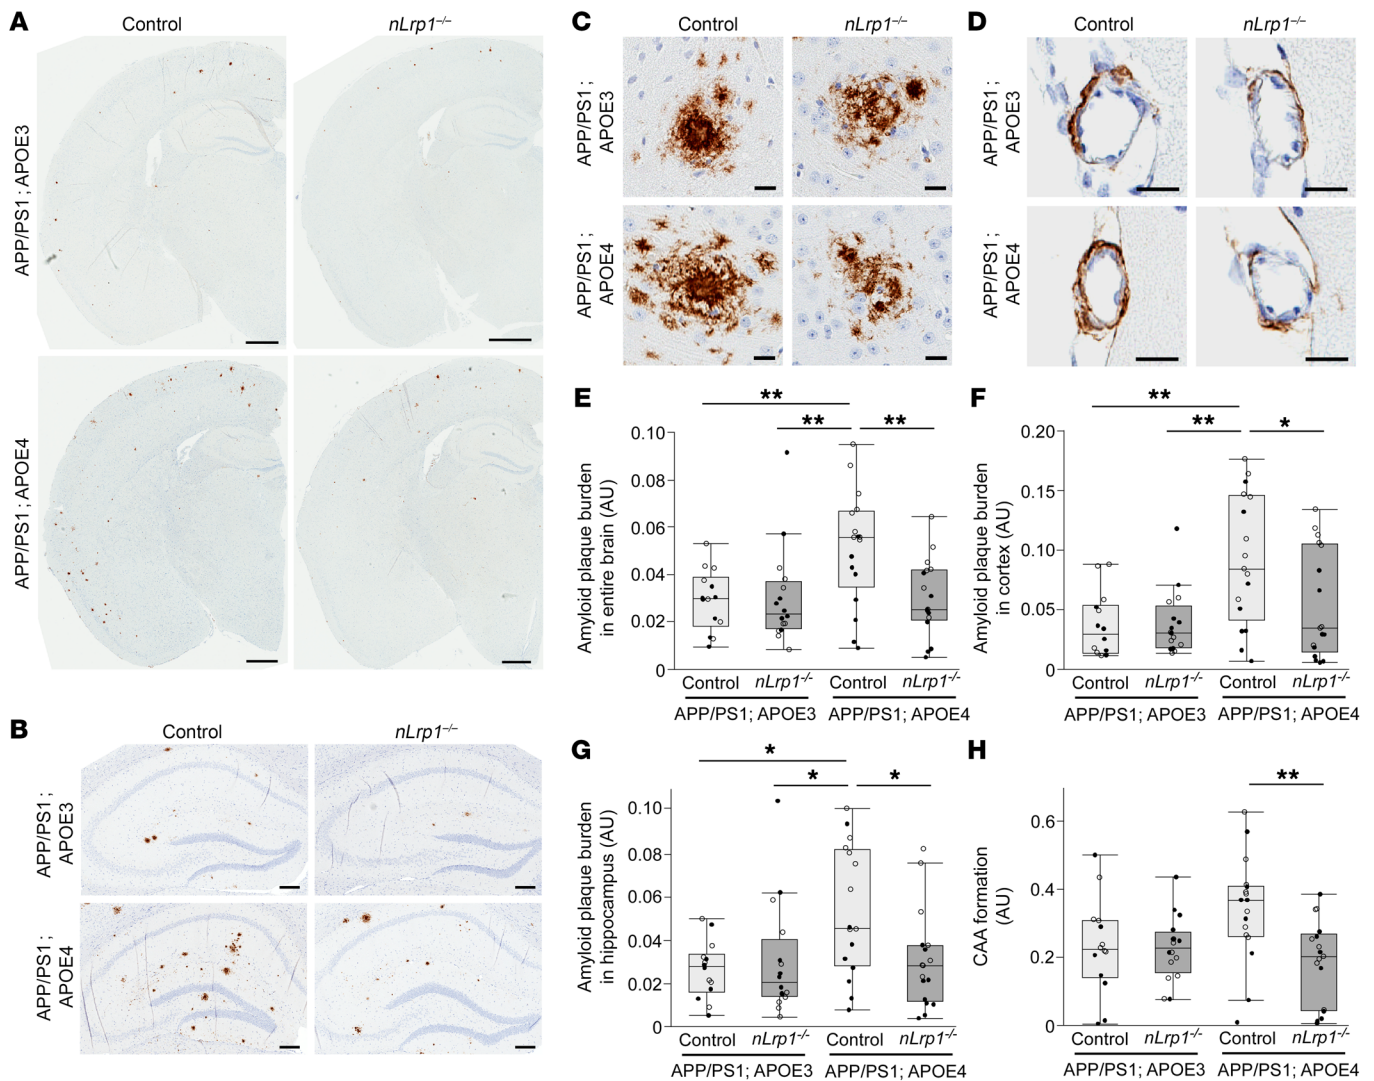 A
Control
nLrp1⁻/⁻
APP/PS1 ; APOE3
APP/PS1 ; APOE4
B
Control
nLrp1⁻/⁻
APP/PS1 ;
APOE3
APP/PS1 ;
APOE4
C
Control
nLrp1⁻/⁻
APP/PS1 ;
APOE3
APP/PS1 ;
APOE4
D
Control
nLrp1⁻/⁻
APP/PS1 ;
APOE3
APP/PS1 ;
APOE4
E
Amyloid plaque burden
in entire brain (AU)
0.10
0.08
0.06
0.04
0.02
0
**
** **
Control nLrp1⁻/⁻ Control nLrp1⁻/⁻
APP/PS1; APOE3 APP/PS1; APOE4
F
Amyloid plaque burden
in cortex (AU)
0.20
0.15
0.10
0.05
0
**
** *
Control nLrp1⁻/⁻ Control nLrp1⁻/⁻
APP/PS1; APOE3 APP/PS1; APOE4
G
Amyloid plaque burden
in hippocampus (AU)
0.10
0.08
0.06
0.04
0.02
0
*
* *
Control nLrp1⁻/⁻ Control nLrp1⁻/⁻
APP/PS1; APOE3 APP/PS1; APOE4
H
CAA formation
(AU)
0.6
0.4
0.2
0
**
Control nLrp1⁻/⁻ Control nLrp1⁻/⁻
APP/PS1; APOE3 APP/PS1; APOE4